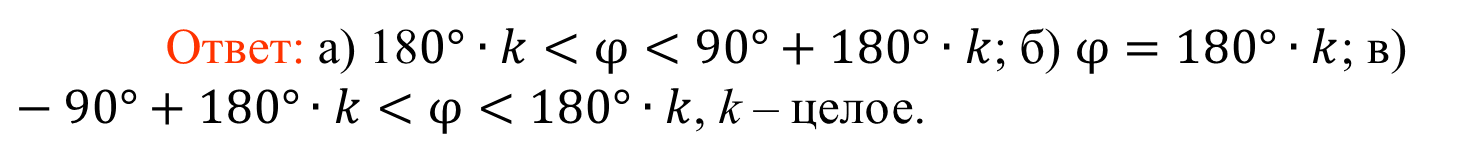 Ответ: а) 180° · k < φ < 90° + 180° · k; б) φ = 180° · k; в)
− 90° + 180° · k < φ < 180° · k, k – целое.